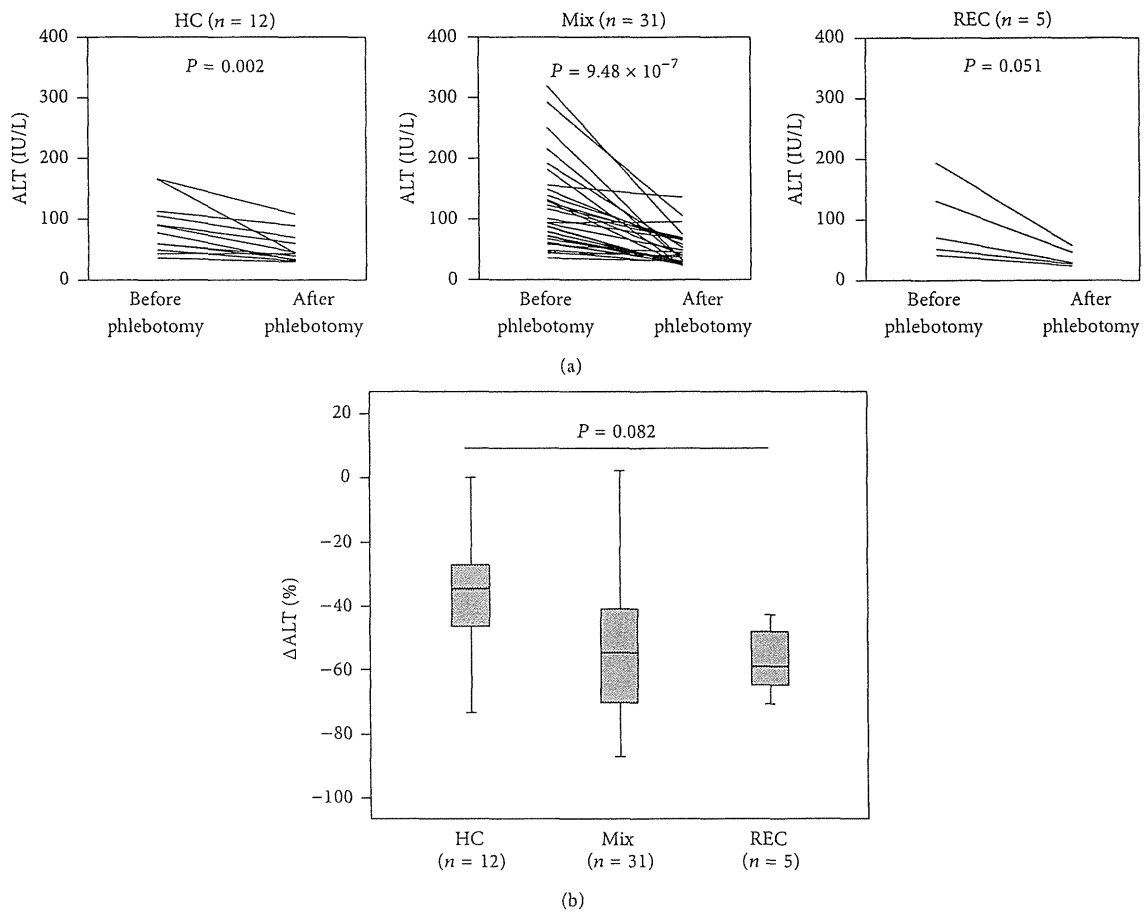 HC (n = 12)
400
300
200
100
0
ALT (IU/L)
P = 0.002
Before phlebotomy
After phlebotomy
Mix (n = 31)
400
300
200
100
0
ALT (IU/L)
P = 9.48 × 10⁻⁷
Before phlebotomy
After phlebotomy
REC (n = 5)
400
300
200
100
0
ALT (IU/L)
P = 0.051
Before phlebotomy
After phlebotomy
(a)
20
0
−20
−40
−60
−80
−100
ΔALT (%)
P = 0.082
HC
(n = 12)
Mix
(n = 31)
REC
(n = 5)
(b)